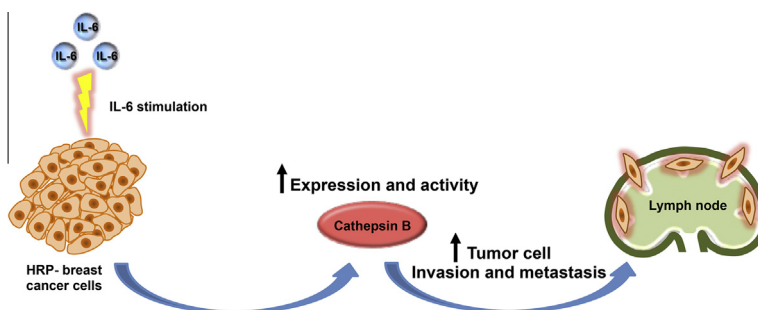 IL-6
IL-6 IL-6
IL-6 stimulation
HRP- breast
cancer cells
Expression and activity
Cathepsin B
Tumor cell
Invasion and metastasis
Lymph node